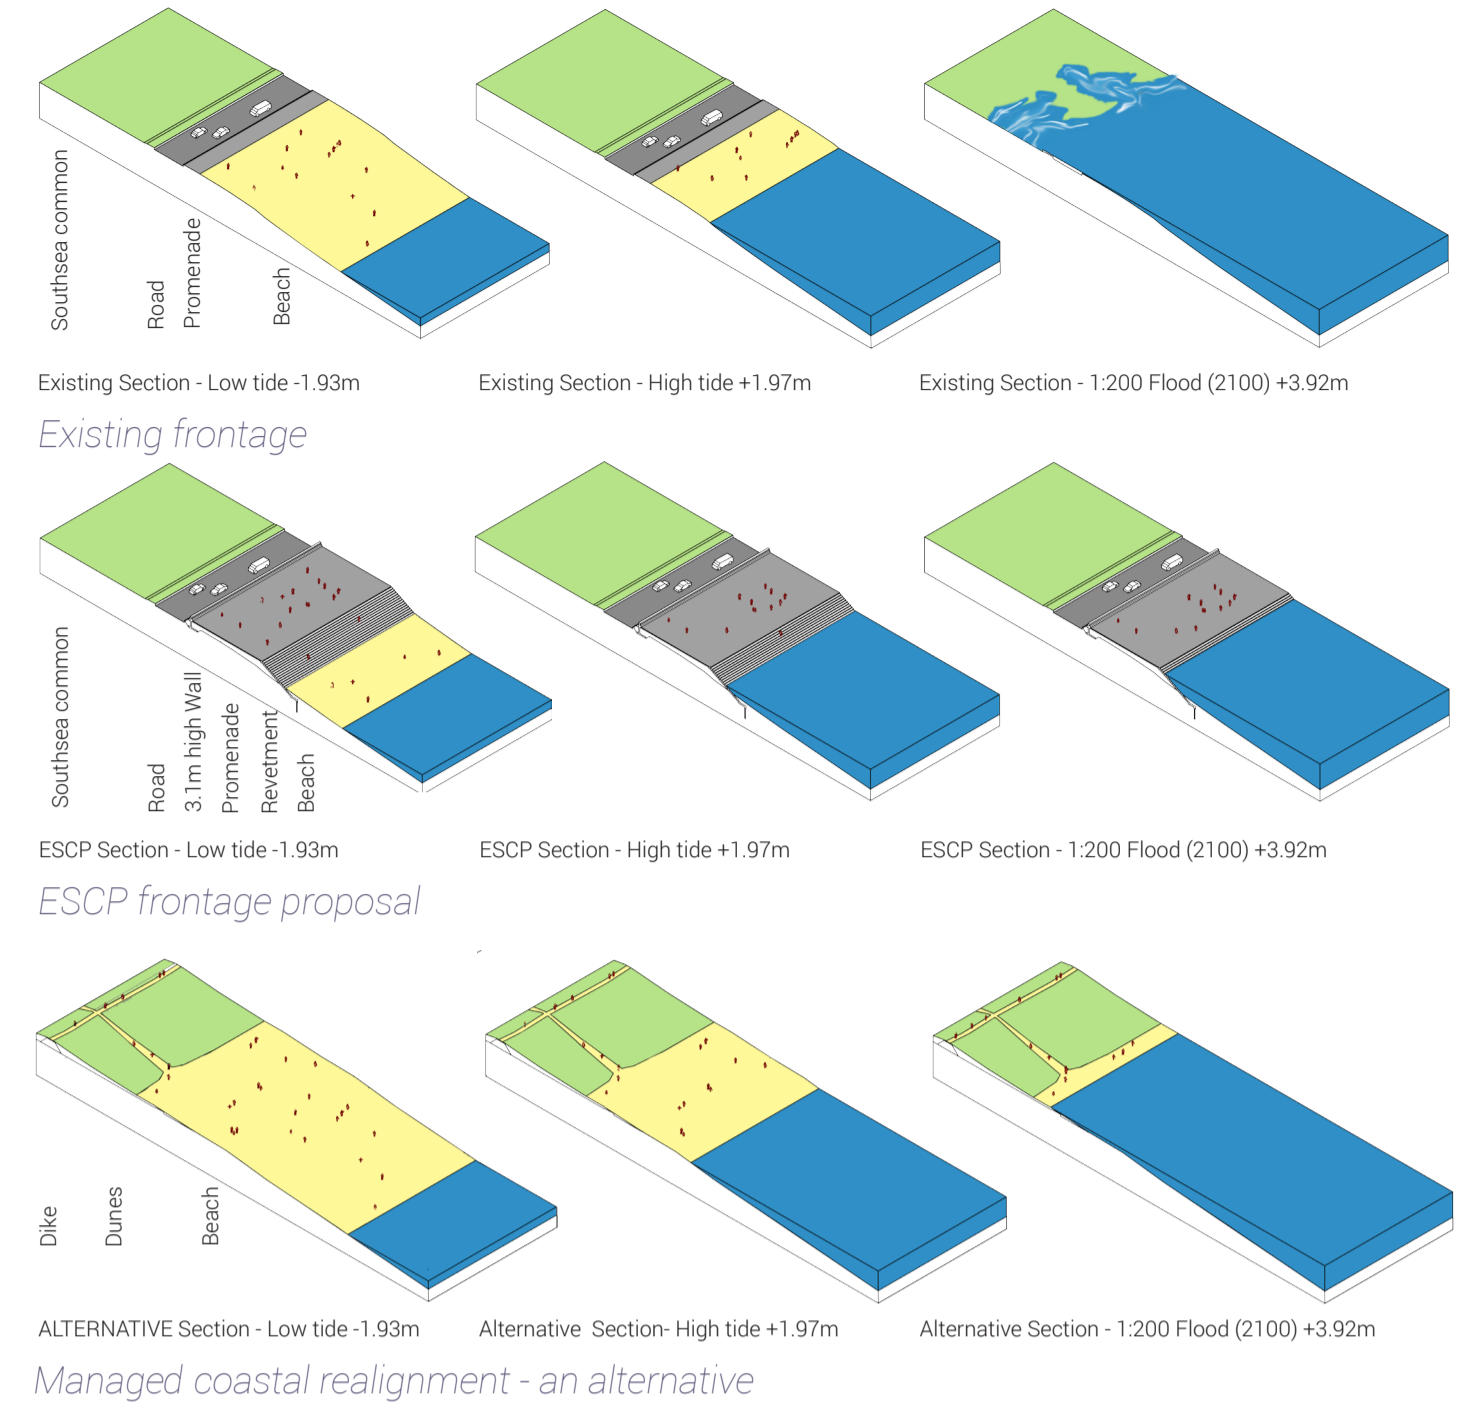 Southsea common
Road
Promenade
Beach
Existing Section - Low tide -1.93m
Existing Section - High tide +1.97m
Existing Section - 1:200 Flood (2100) +3.92m
Existing frontage
Southsea common
Road
3.1m high Wall
Promenade
Revetment
Beach
ESCP Section - Low tide -1.93m
ESCP Section - High tide +1.97m
ESCP Section - 1:200 Flood (2100) +3.92m
ESCP frontage proposal
Dike
Dunes
Beach
ALTERNATIVE Section - Low tide -1.93m
Alternative  Section- High tide +1.97m
Alternative Section - 1:200 Flood (2100) +3.92m
Managed coastal realignment - an alternative